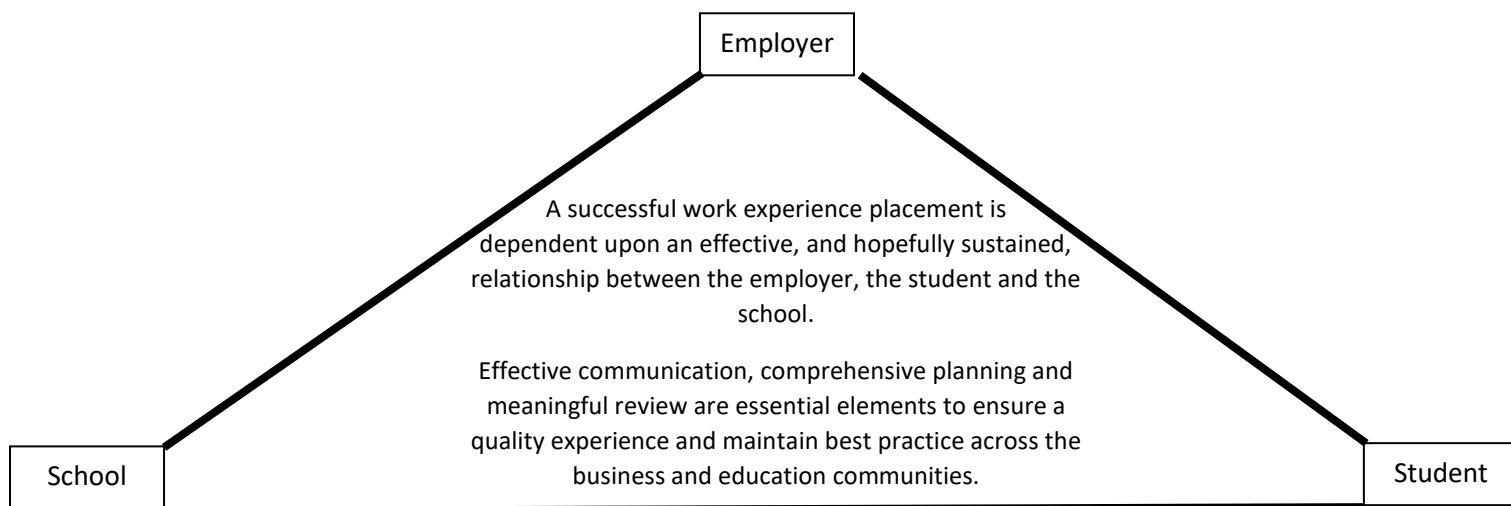 Employer
A successful work experience placement is
dependent upon an effective, and hopefully sustained,
relationship between the employer, the student and the
school.
Effective communication, comprehensive planning and
meaningful review are essential elements to ensure a
quality experience and maintain best practice across the
business and education communities.
School
Student